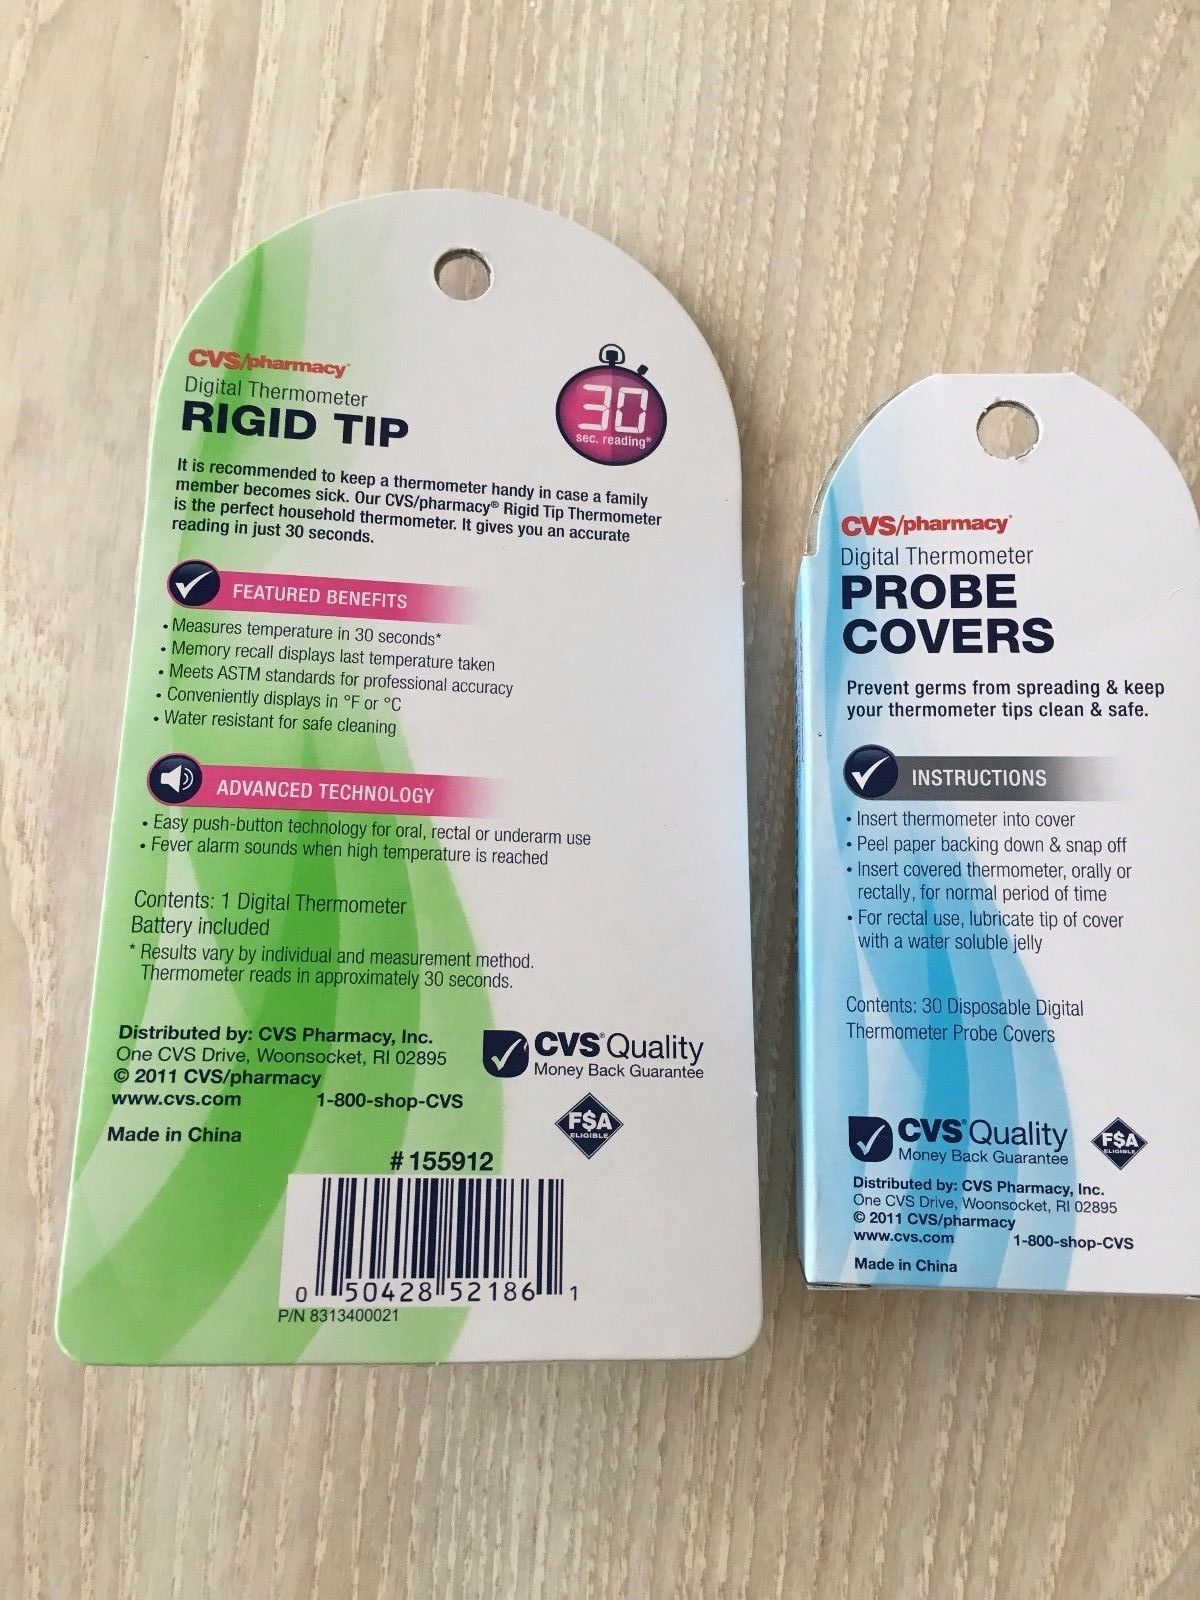 CVS/pharmacy®
Digital Thermometer
RIGID TIP
30
sec. reading*
It is recommended to keep a thermometer handy in case a family
member becomes sick. Our CVS/pharmacy® Rigid Tip Thermometer
is the perfect household thermometer. It gives you an accurate
reading in just 30 seconds.
FEATURED BENEFITS
• Measures temperature in 30 seconds*
• Memory recall displays last temperature taken
• Meets ASTM standards for professional accuracy
• Conveniently displays in °F or °C
• Water resistant for safe cleaning
ADVANCED TECHNOLOGY
• Easy push-button technology for oral, rectal or underarm use
• Fever alarm sounds when high temperature is reached
Contents: 1 Digital Thermometer
Battery included
* Results vary by individual and measurement method.
Thermometer reads in approximately 30 seconds.
Distributed by: CVS Pharmacy, Inc.
One CVS Drive, Woonsocket, RI 02895
© 2011 CVS/pharmacy
www.cvs.com 1-800-shop-CVS
Made in China
CVS® Quality
Money Back Guarantee
F$A
ELIGIBLE
# 155912
0 50428 52186 1
P/N 8313400021
CVS/pharmacy®
Digital Thermometer
PROBE
COVERS
Prevent germs from spreading & keep
your thermometer tips clean & safe.
INSTRUCTIONS
• Insert thermometer into cover
• Peel paper backing down & snap off
• Insert covered thermometer, orally or
rectally, for normal period of time
• For rectal use, lubricate tip of cover
with a water soluble jelly
Contents: 30 Disposable Digital
Thermometer Probe Covers
CVS® Quality
Money Back Guarantee
F$A
ELIGIBLE
Distributed by: CVS Pharmacy, Inc.
One CVS Drive, Woonsocket, RI 02895
© 2011 CVS/pharmacy
www.cvs.com 1-800-shop-CVS
Made in China